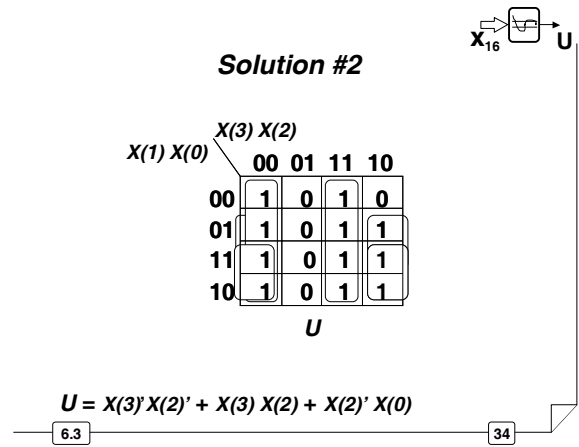 X16 U
Solution #2
X(3) X(2)
X(1) X(0)
00 01 11 10
00 1 0 1 0
01 1 0 1 1
11 1 0 1 1
10 1 0 1 1
U
U = X(3)'X(2)' + X(3) X(2) + X(2)' X(0)
6.3 34